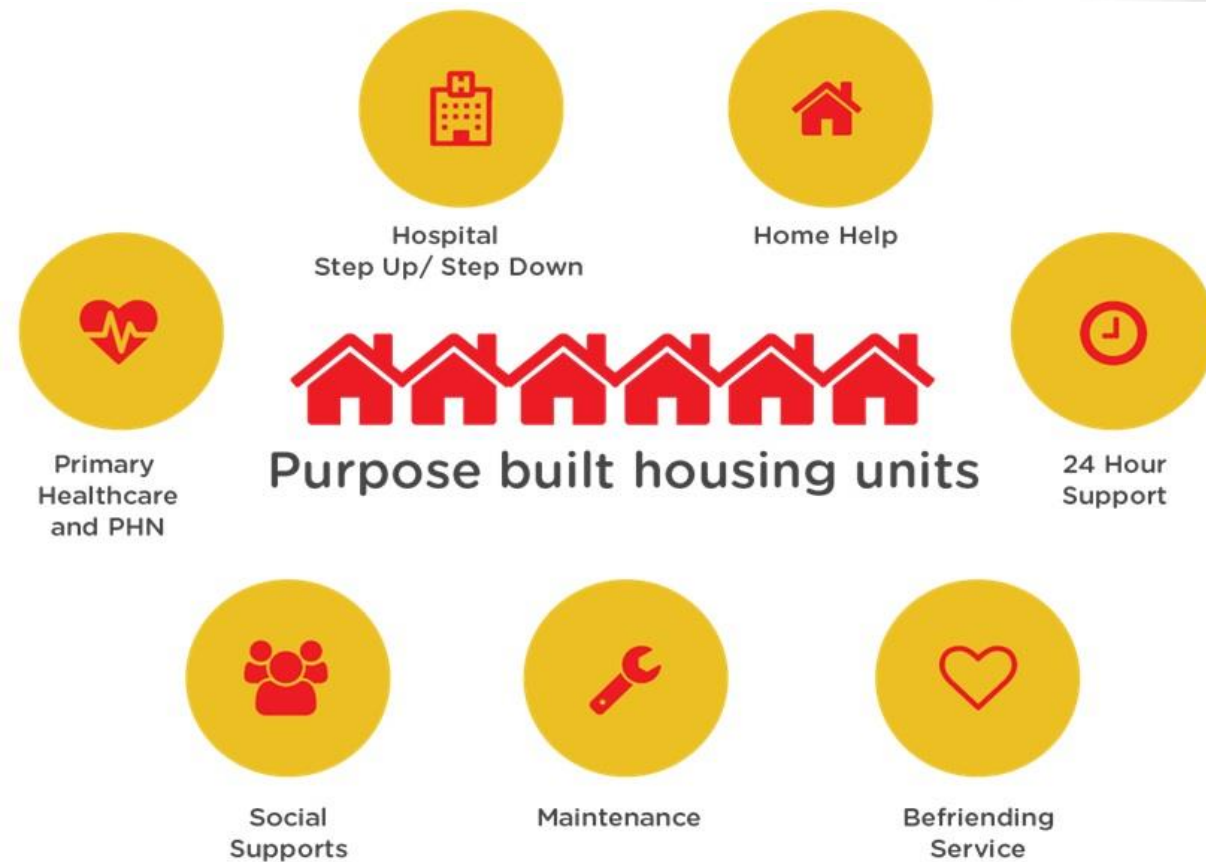 Hospital
Step Up/ Step Down
Home Help
Primary
Healthcare
and PHN
Purpose built housing units
24 Hour
Support
Social
Supports
Maintenance
Befriending
Service